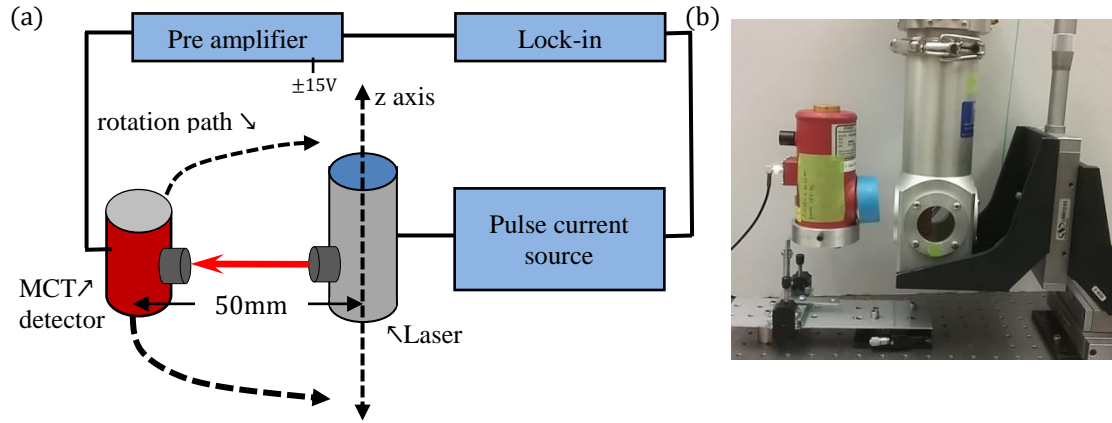 (a)
Pre amplifier
±15V
Lock-in
z axis
rotation path ↘
Pulse current
source
MCT↗
detector
50mm
↖Laser
(b)